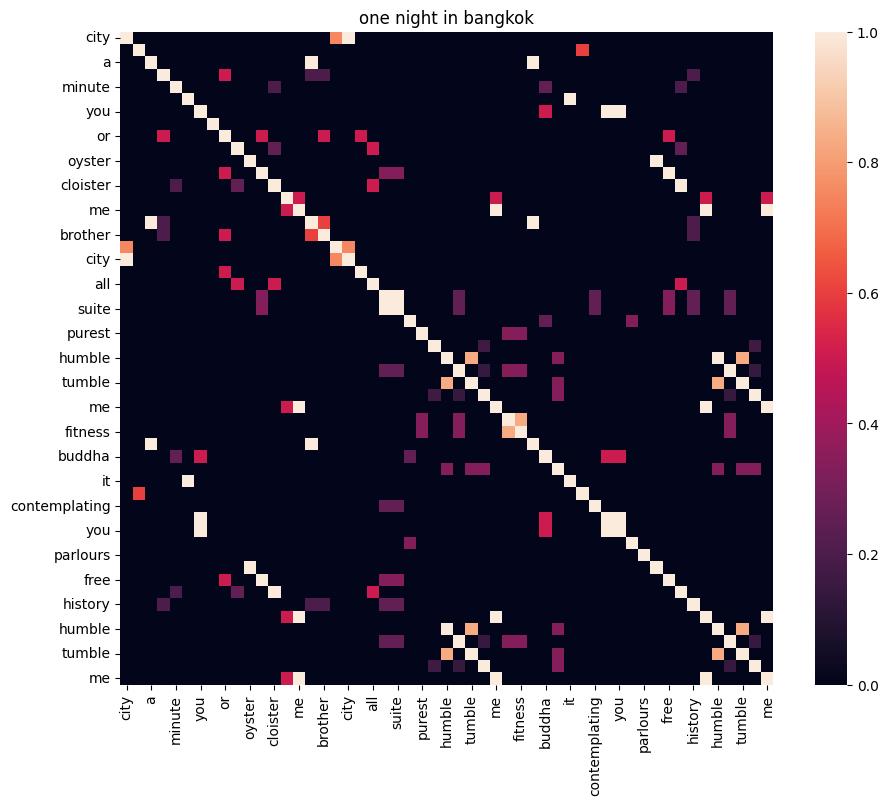 one night in bangkok
city
a
minute
you
or
oyster
cloister
me
brother
city
all
suite
purest
humble
tumble
me
fitness
buddha
it
contemplating
you
parlours
free
history
humble
tumble
me
1.0
0.8
0.6
0.4
0.2
0.0
city
a
minute
you
or
oyster
cloister
me
brother
city
all
suite
purest
humble
tumble
me
fitness
buddha
it
contemplating
you
parlours
free
history
humble
tumble
me